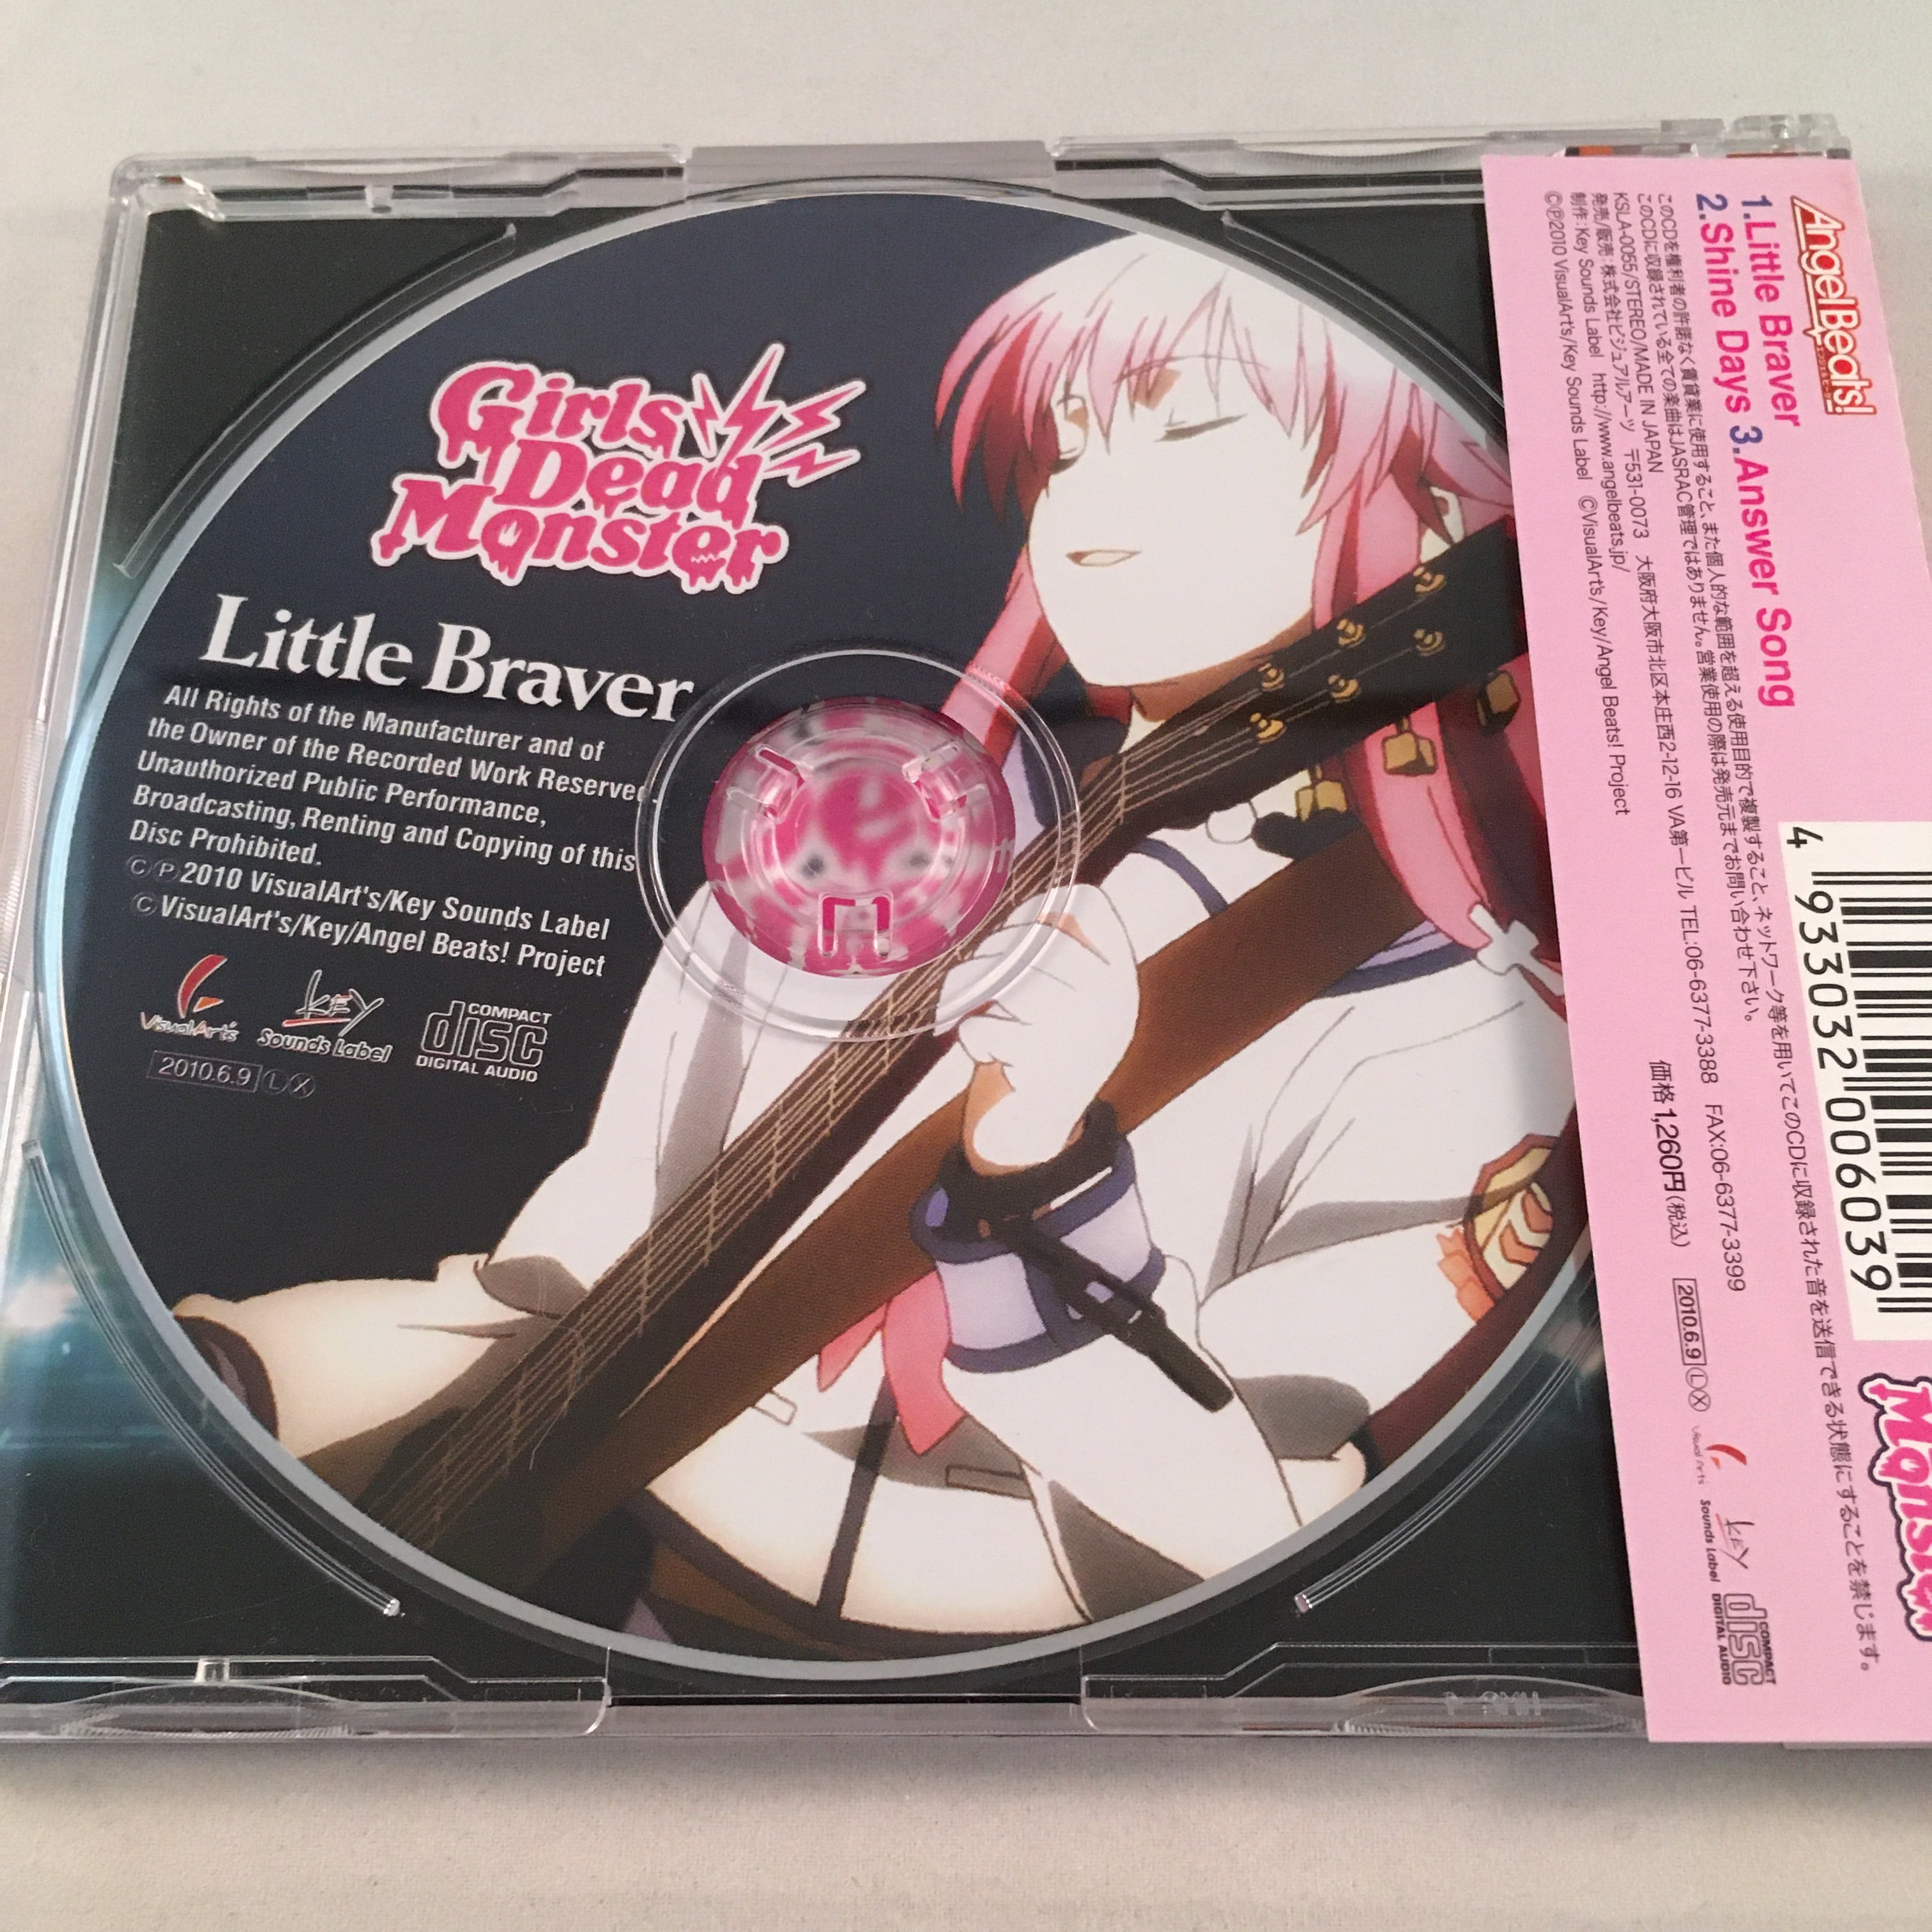 Girls
Dead
Monster
Little Braver
All Rights of the Manufacturer and of
the Owner of the Recorded Work Reserved
Unauthorized Public Performance,
Broadcasting, Renting and Copying of this
Disc Prohibited.
ⒸⓅ2010 VisualArt's/Key Sounds Label
ⒸVisualArt's/Key/Angel Beats! Project
VisualArt's
Key
Sounds Label
COMPACT
disc
DIGITAL AUDIO
2010.6.9 Ⓛ Ⓧ
Angel Beats!
1.Little Braver
2.Shine Days 3.Answer Song
このCDを権利者の許諾なく賃貸業に使用すること、また個人的な範囲を超える使用目的で複製すること、ネットワーク等を用いてこのCDに収録された音を送信できる状態にすることを禁じます。
このCDに収録されている全ての楽曲はJASRAC管理ではありません。営業使用の際は発売元までお問い合わせ下さい。
KSLA-0055/STEREO/MADE IN JAPAN
発売/販売:株式会社ビジュアルアーツ 〒531-0073 大阪府大阪市北区本庄西2-12-16 VA第一ビル TEL:06-6377-3388 FAX:06-6377-3399
制作:Key Sounds Label http://www.angelbeats.jp/
ⒸⓅ2010 VisualArt's/Key Sounds Label ⒸVisualArt's/Key/Angel Beats! Project
価格1,260円(税込)
2010.6.9 Ⓛ Ⓧ
Visual Art's
Key
Sounds Label
COMPACT
disc
DIGITAL AUDIO
4 933032 006039
Monster